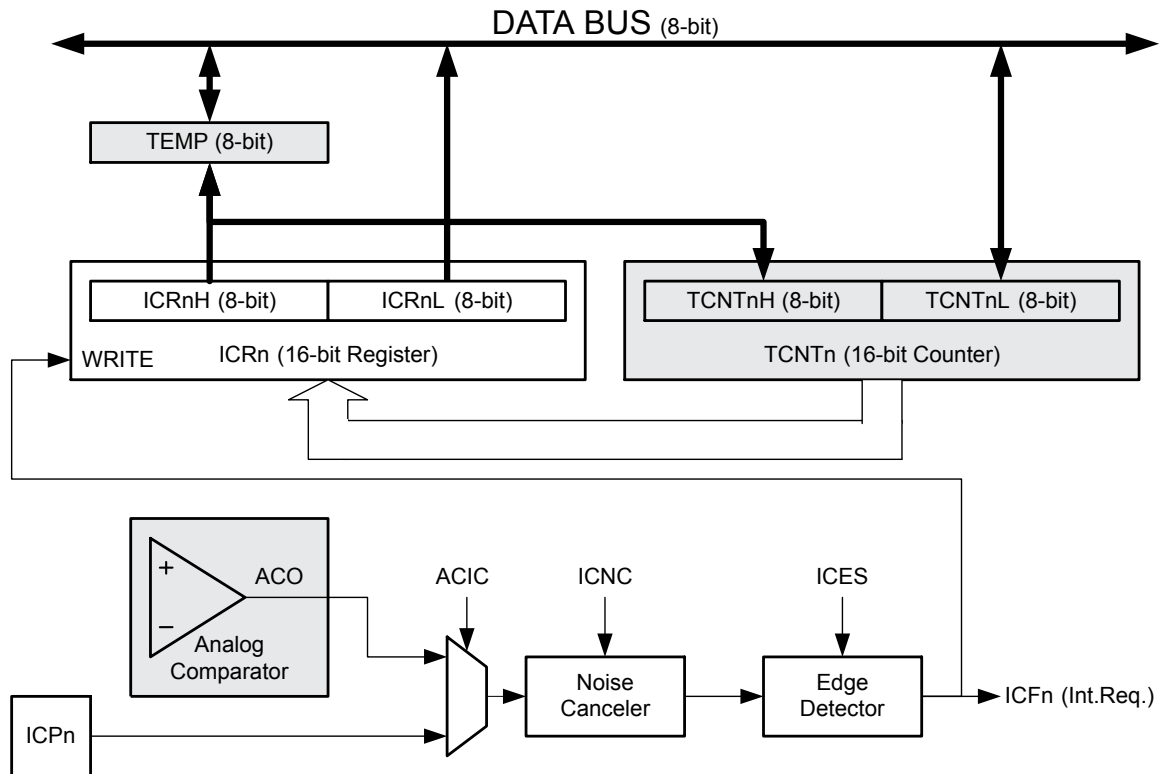 DATA BUS (8-bit)
TEMP (8-bit)
ICRnH (8-bit)
ICRnL (8-bit)
TCNTnH (8-bit)
TCNTnL (8-bit)
WRITE
ICRn (16-bit Register)
TCNTn (16-bit Counter)
+
−
ACO
Analog
Comparator
ACIC
ICNC
ICES
Noise
Canceler
Edge
Detector
ICFn (Int.Req.)
ICPn